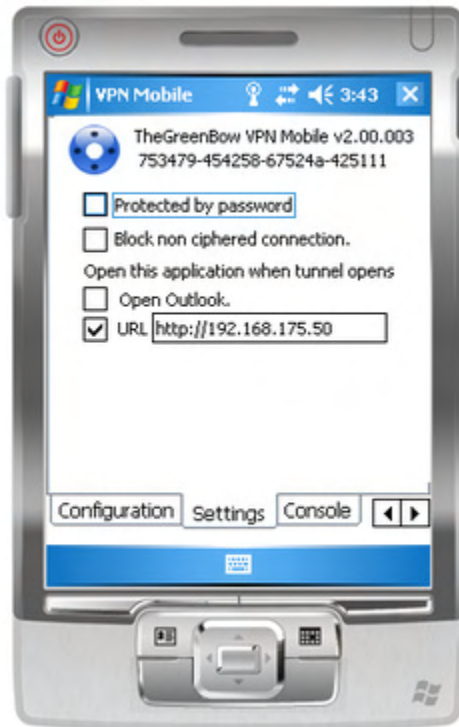 VPN Mobile 3:43
TheGreenBow VPN Mobile v2.00.003
753479-454258-67524a-425111
Protected by password
Block non ciphered connection.
Open this application when tunnel opens
Open Outlook.
URL http://192.168.175.50
Configuration Settings Console